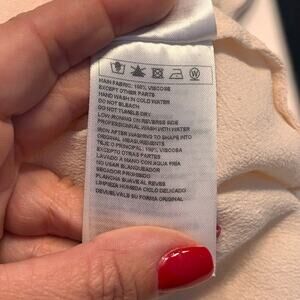 MAIN FABRIC: 100% VISCOSE
EXCEPT OTHER PARTS
HAND WASH IN COLD WATER
DO NOT BLEACH
DO NOT TUMBLE DRY
LOW IRONING ON REVERSE SIDE
PROFESSIONAL WASH WITH WATER
IRON AFTER WASHING TO SHAPE INTO
ORIGINAL MEASUREMENTS
TEJIDO PRINCIPAL: 100% VISCOSA
EXCEPTO OTRAS PARTES
LAVADO A MANO CON AGUA FRIA
NO USAR BLANQUEADOR
SECADOR PROHIBIDO
PLANCHA SUAVE AL REVES
LIMPIEZA HUMEDA CICLO DELICADO
DEVUELVALE SU FORMA ORIGINAL